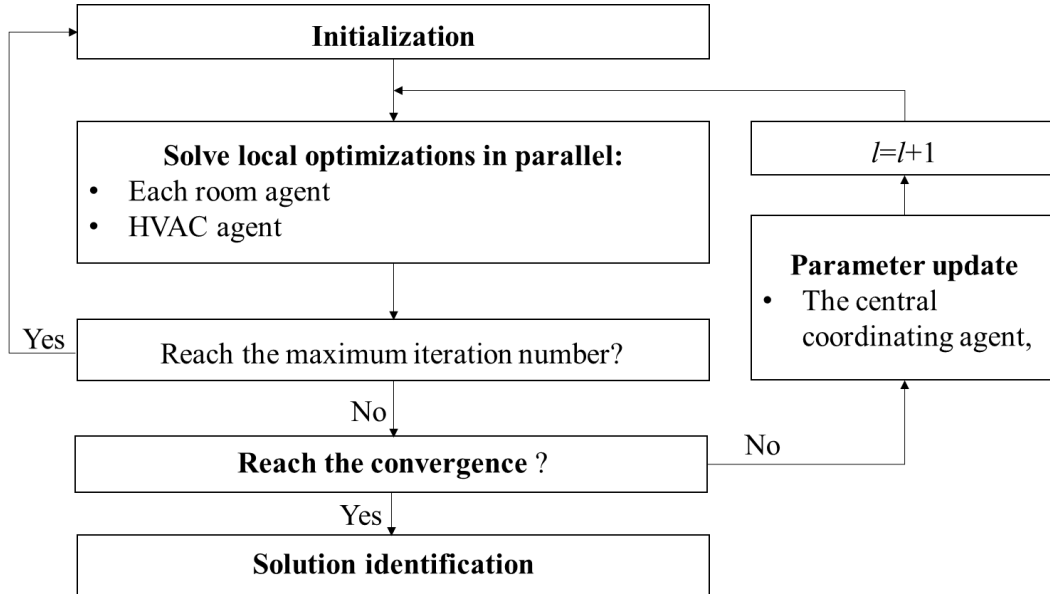 Initialization
Solve local optimizations in parallel:
• Each room agent
• HVAC agent
l=l+1
Parameter update
• The central
coordinating agent,
Yes
Reach the maximum iteration number?
No
Reach the convergence ?
No
Yes
Solution identification